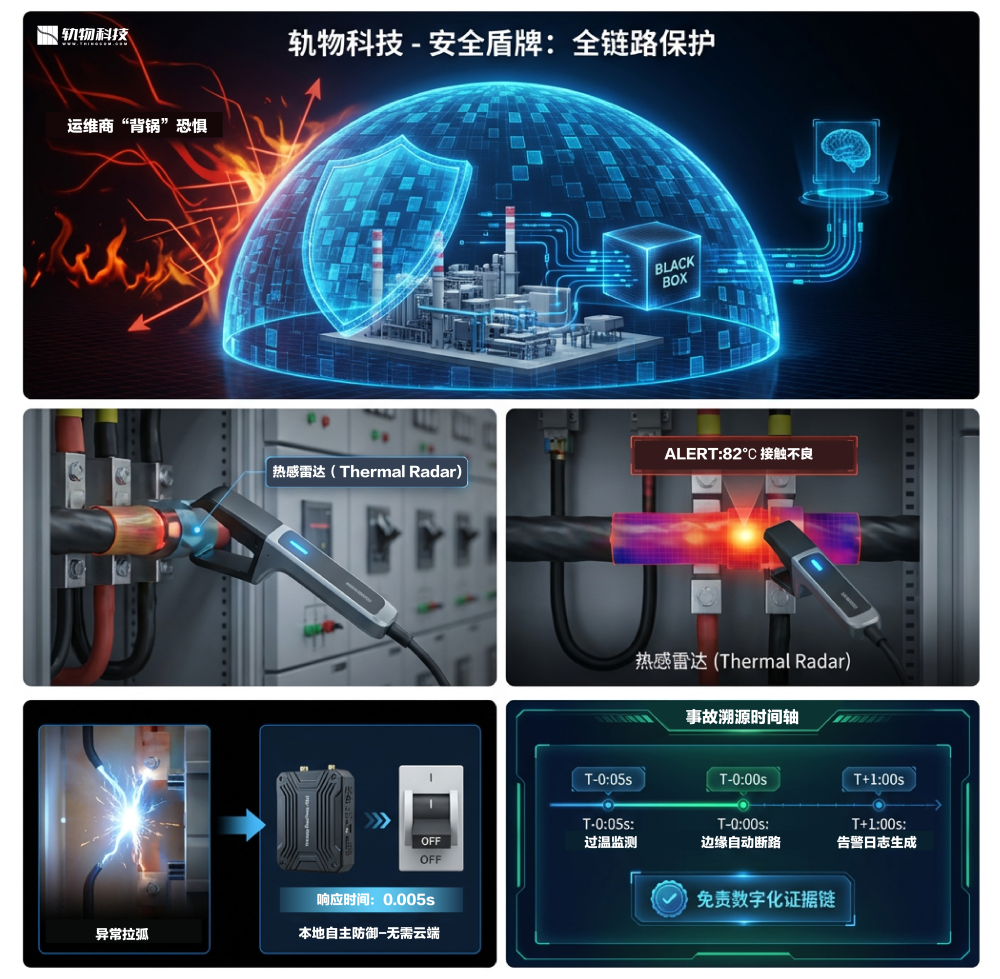 轨物科技
WWW.THINGCOM.COM
轨物科技 - 安全盾牌：全链路保护
运维商“背锅”恐惧
BLACK
BOX
热感雷达（Thermal Radar)
ALERT:82℃ 接触不良
热感雷达 (Thermal Radar)
异常拉弧
I
I
OFF
OFF
响应时间：0.005s
本地自主防御-无需云端
事故溯源时间轴
T-0:05s
T-0:00s
T+1:00s
T-0:05s:
过温监测
T-0:00s:
边缘自动断路
T+1:00s:
告警日志生成
免责数字化证据链